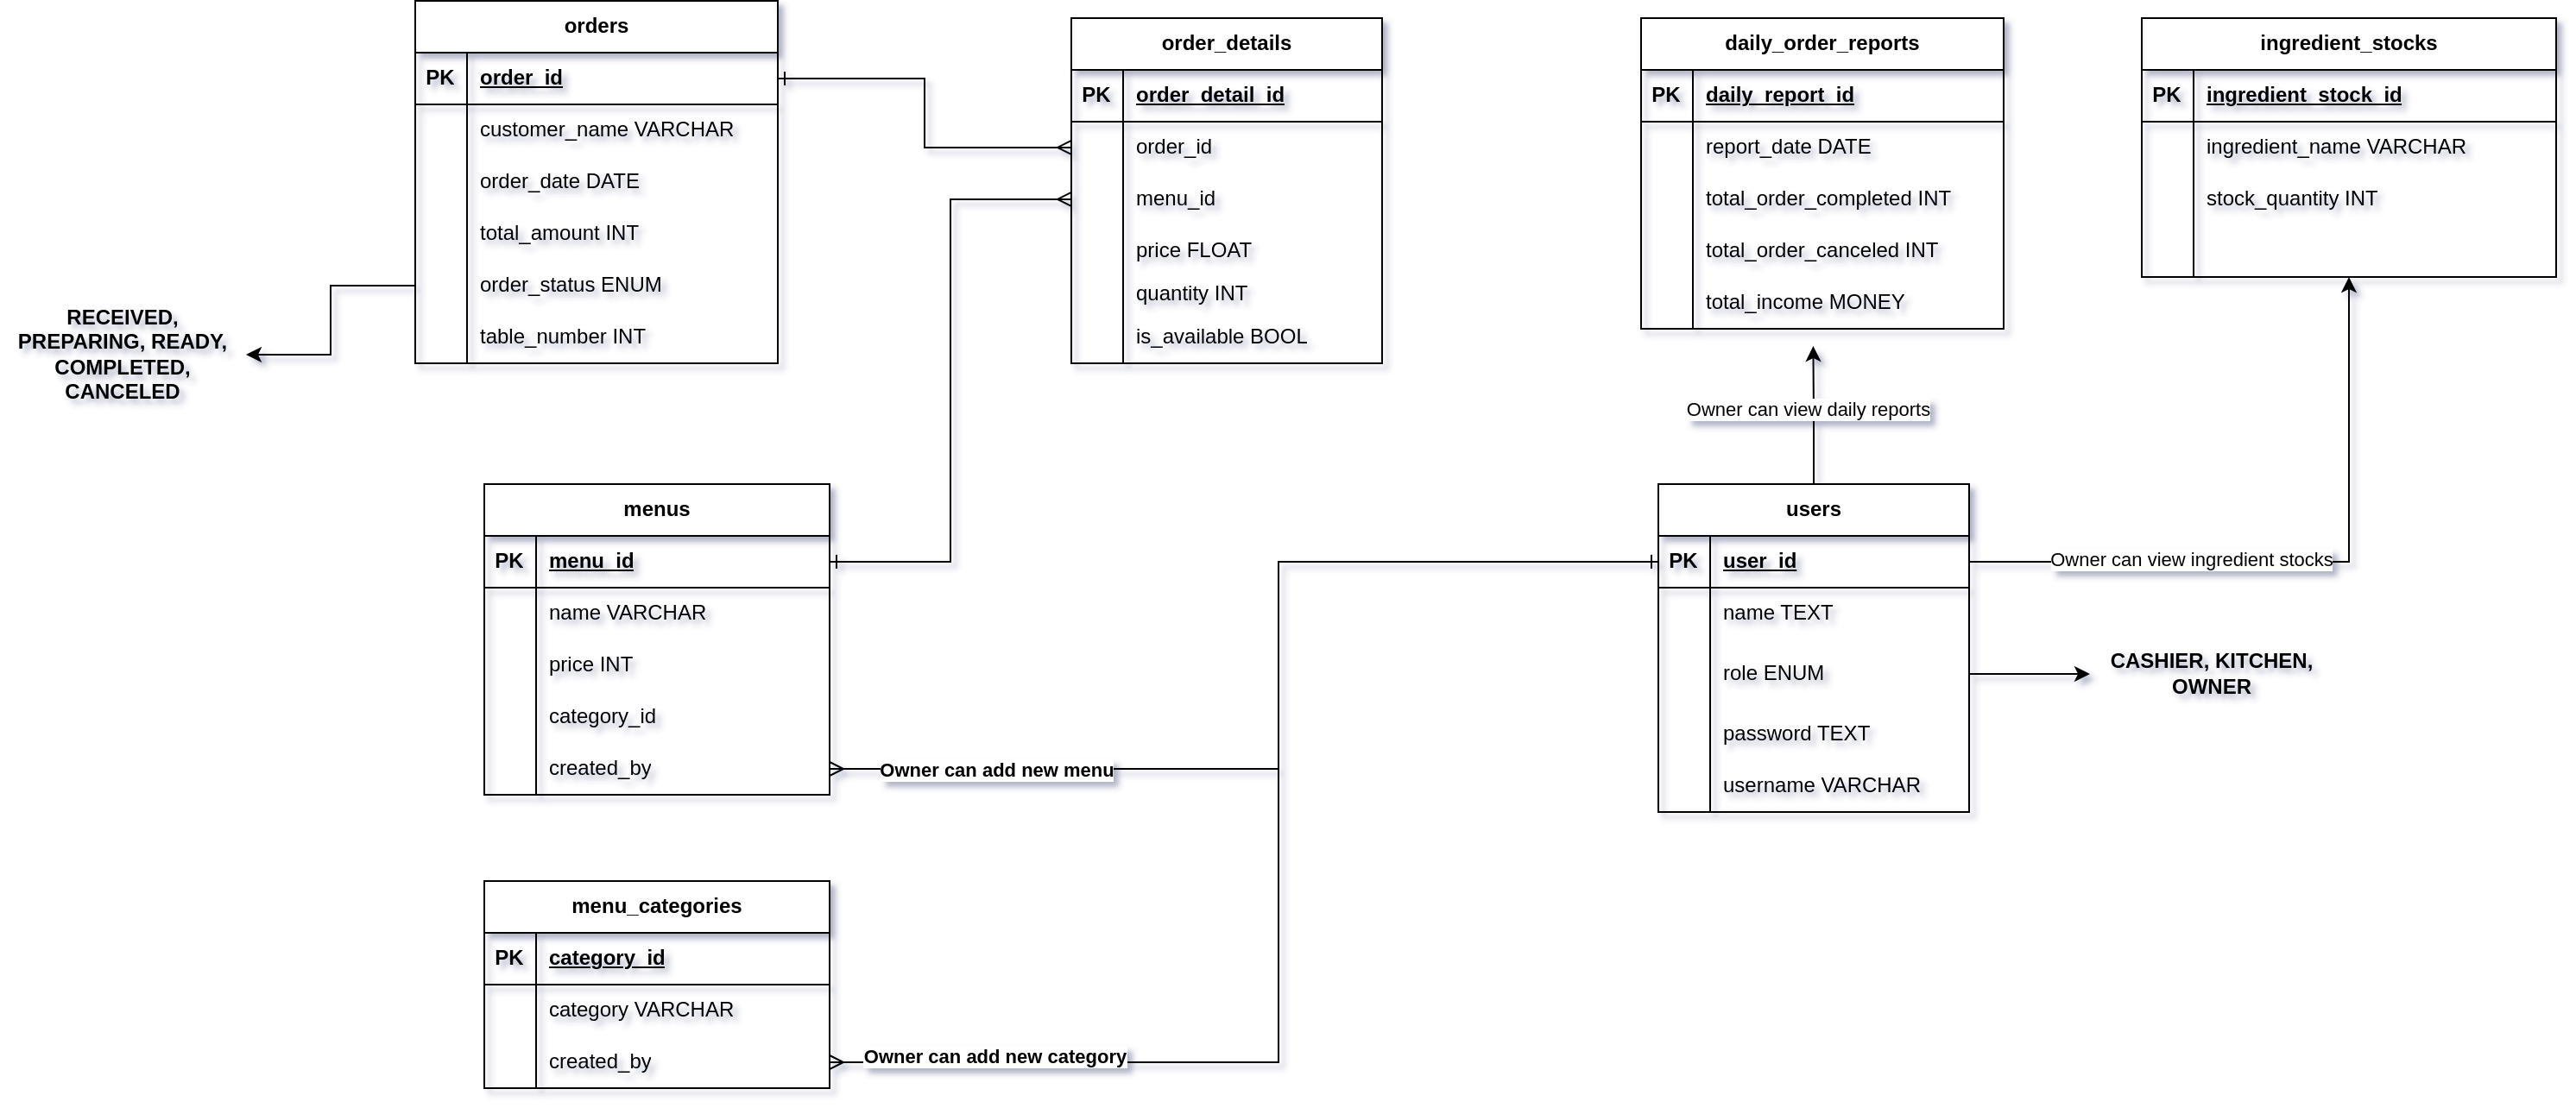 orders
PK order_id
customer_name VARCHAR
order_date DATE
total_amount INT
order_status ENUM
table_number INT
RECEIVED,
PREPARING, READY,
COMPLETED,
CANCELED
order_details
PK order_detail_id
order_id
menu_id
price FLOAT
quantity INT
is_available BOOL
daily_order_reports
PK daily_report_id
report_date DATE
total_order_completed INT
total_order_canceled INT
total_income MONEY
ingredient_stocks
PK ingredient_stock_id
ingredient_name VARCHAR
stock_quantity INT
Owner can view daily reports
menus
PK menu_id
name VARCHAR
price INT
category_id
created_by
Owner can add new menu
users
PK user_id
name TEXT
role ENUM
password TEXT
username VARCHAR
Owner can view ingredient stocks
CASHIER, KITCHEN,
OWNER
menu_categories
PK category_id
category VARCHAR
created_by
Owner can add new category